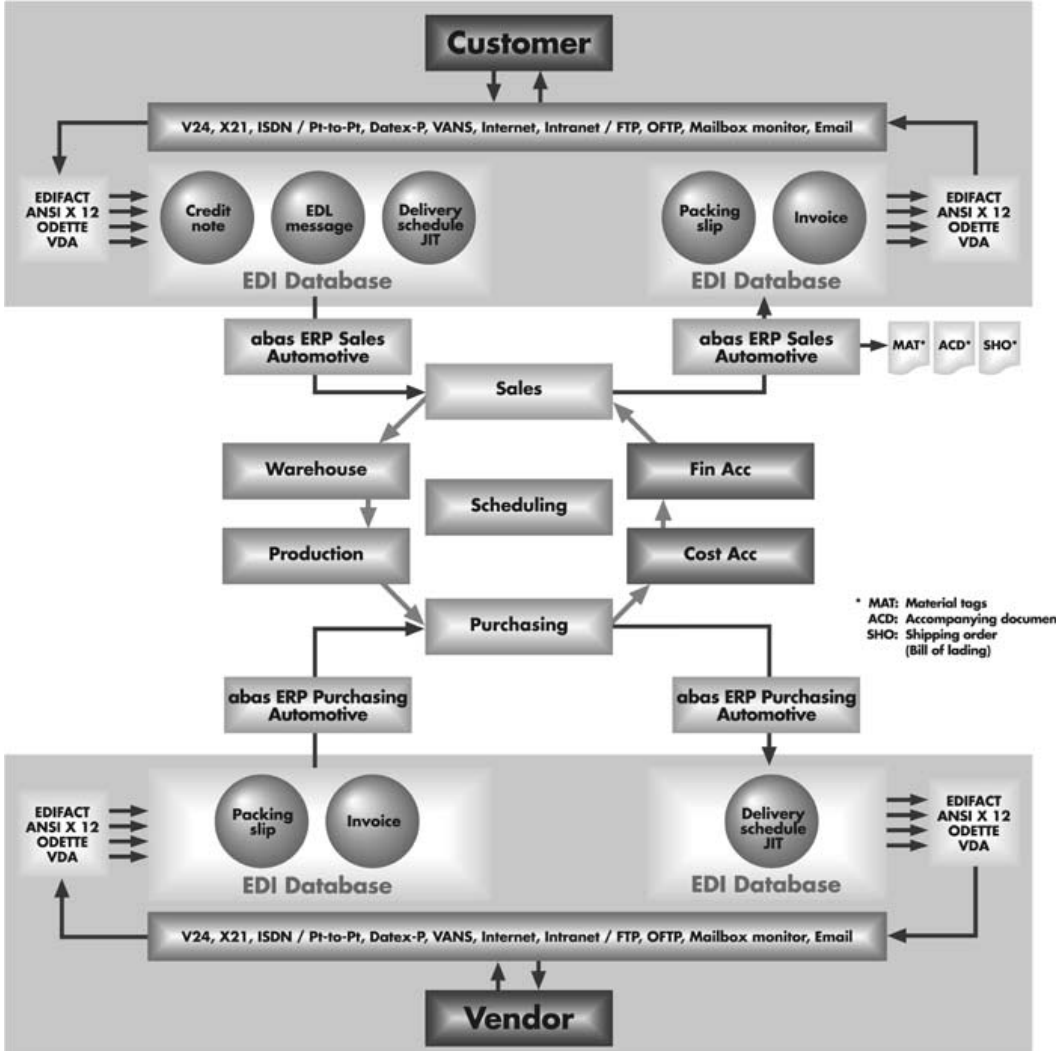 Customer
V24, X21, ISDN / Pt-to-Pt, Datex-P, VANS, Internet, Intranet / FTP, OFTP, Mailbox monitor, Email
EDIFACT
ANSI X 12
ODETTE
VDA
Credit
note
EDL
message
Delivery
schedule
JIT
EDI Database
Packing
slip
Invoice
EDI Database
EDIFACT
ANSI X 12
ODETTE
VDA
abas ERP Sales
Automotive
abas ERP Sales
Automotive
MAT*
ACD*
SHO*
Sales
Warehouse
Fin Acc
Scheduling
Production
Cost Acc
Purchasing
* MAT: Material tags
ACD: Accompanying document
SHO: Shipping order
(Bill of lading)
abas ERP Purchasing
Automotive
abas ERP Purchasing
Automotive
EDIFACT
ANSI X 12
ODETTE
VDA
Packing
slip
Invoice
EDI Database
Delivery
schedule
JIT
EDI Database
EDIFACT
ANSI X 12
ODETTE
VDA
V24, X21, ISDN / Pt-to-Pt, Datex-P, VANS, Internet, Intranet / FTP, OFTP, Mailbox monitor, Email
Vendor